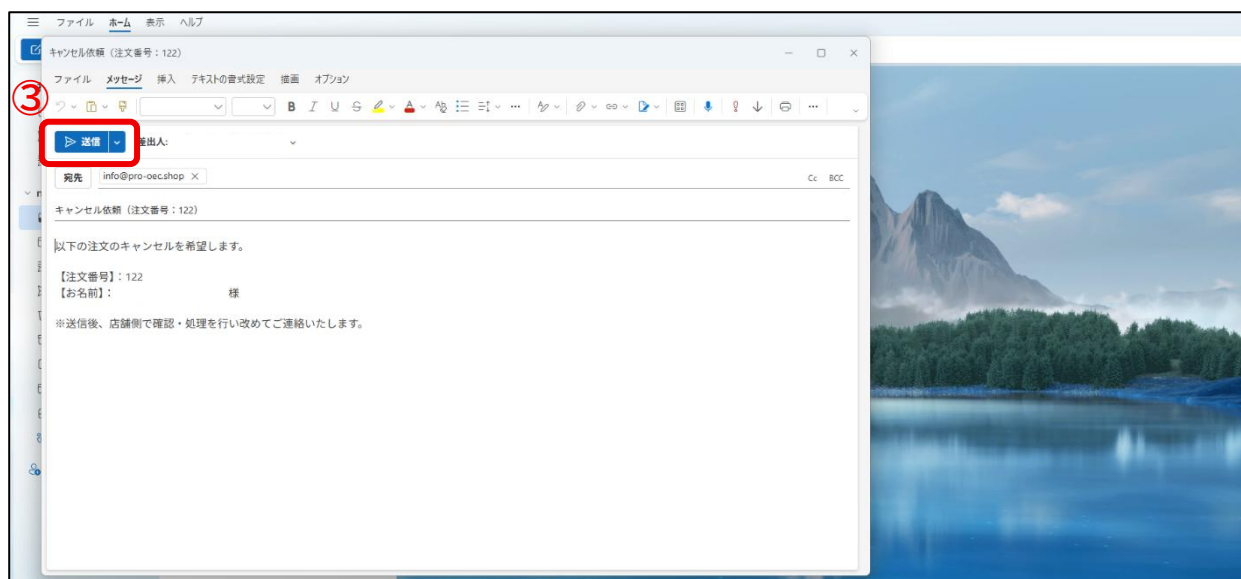 ファイル ホーム 表示 ヘルプ
キャンセル依頼（注文番号：122）
ファイル メッセージ 挿入 テキストの書式設定 描画 オプション
③
送信 差出人:
宛先 info@pro-oec.shop Cc BCC
キャンセル依頼（注文番号：122）
以下の注文のキャンセルを希望します。
【注文番号】：122
【お名前】： 様
※送信後、店舗側で確認・処理を行い改めてご連絡いたします。